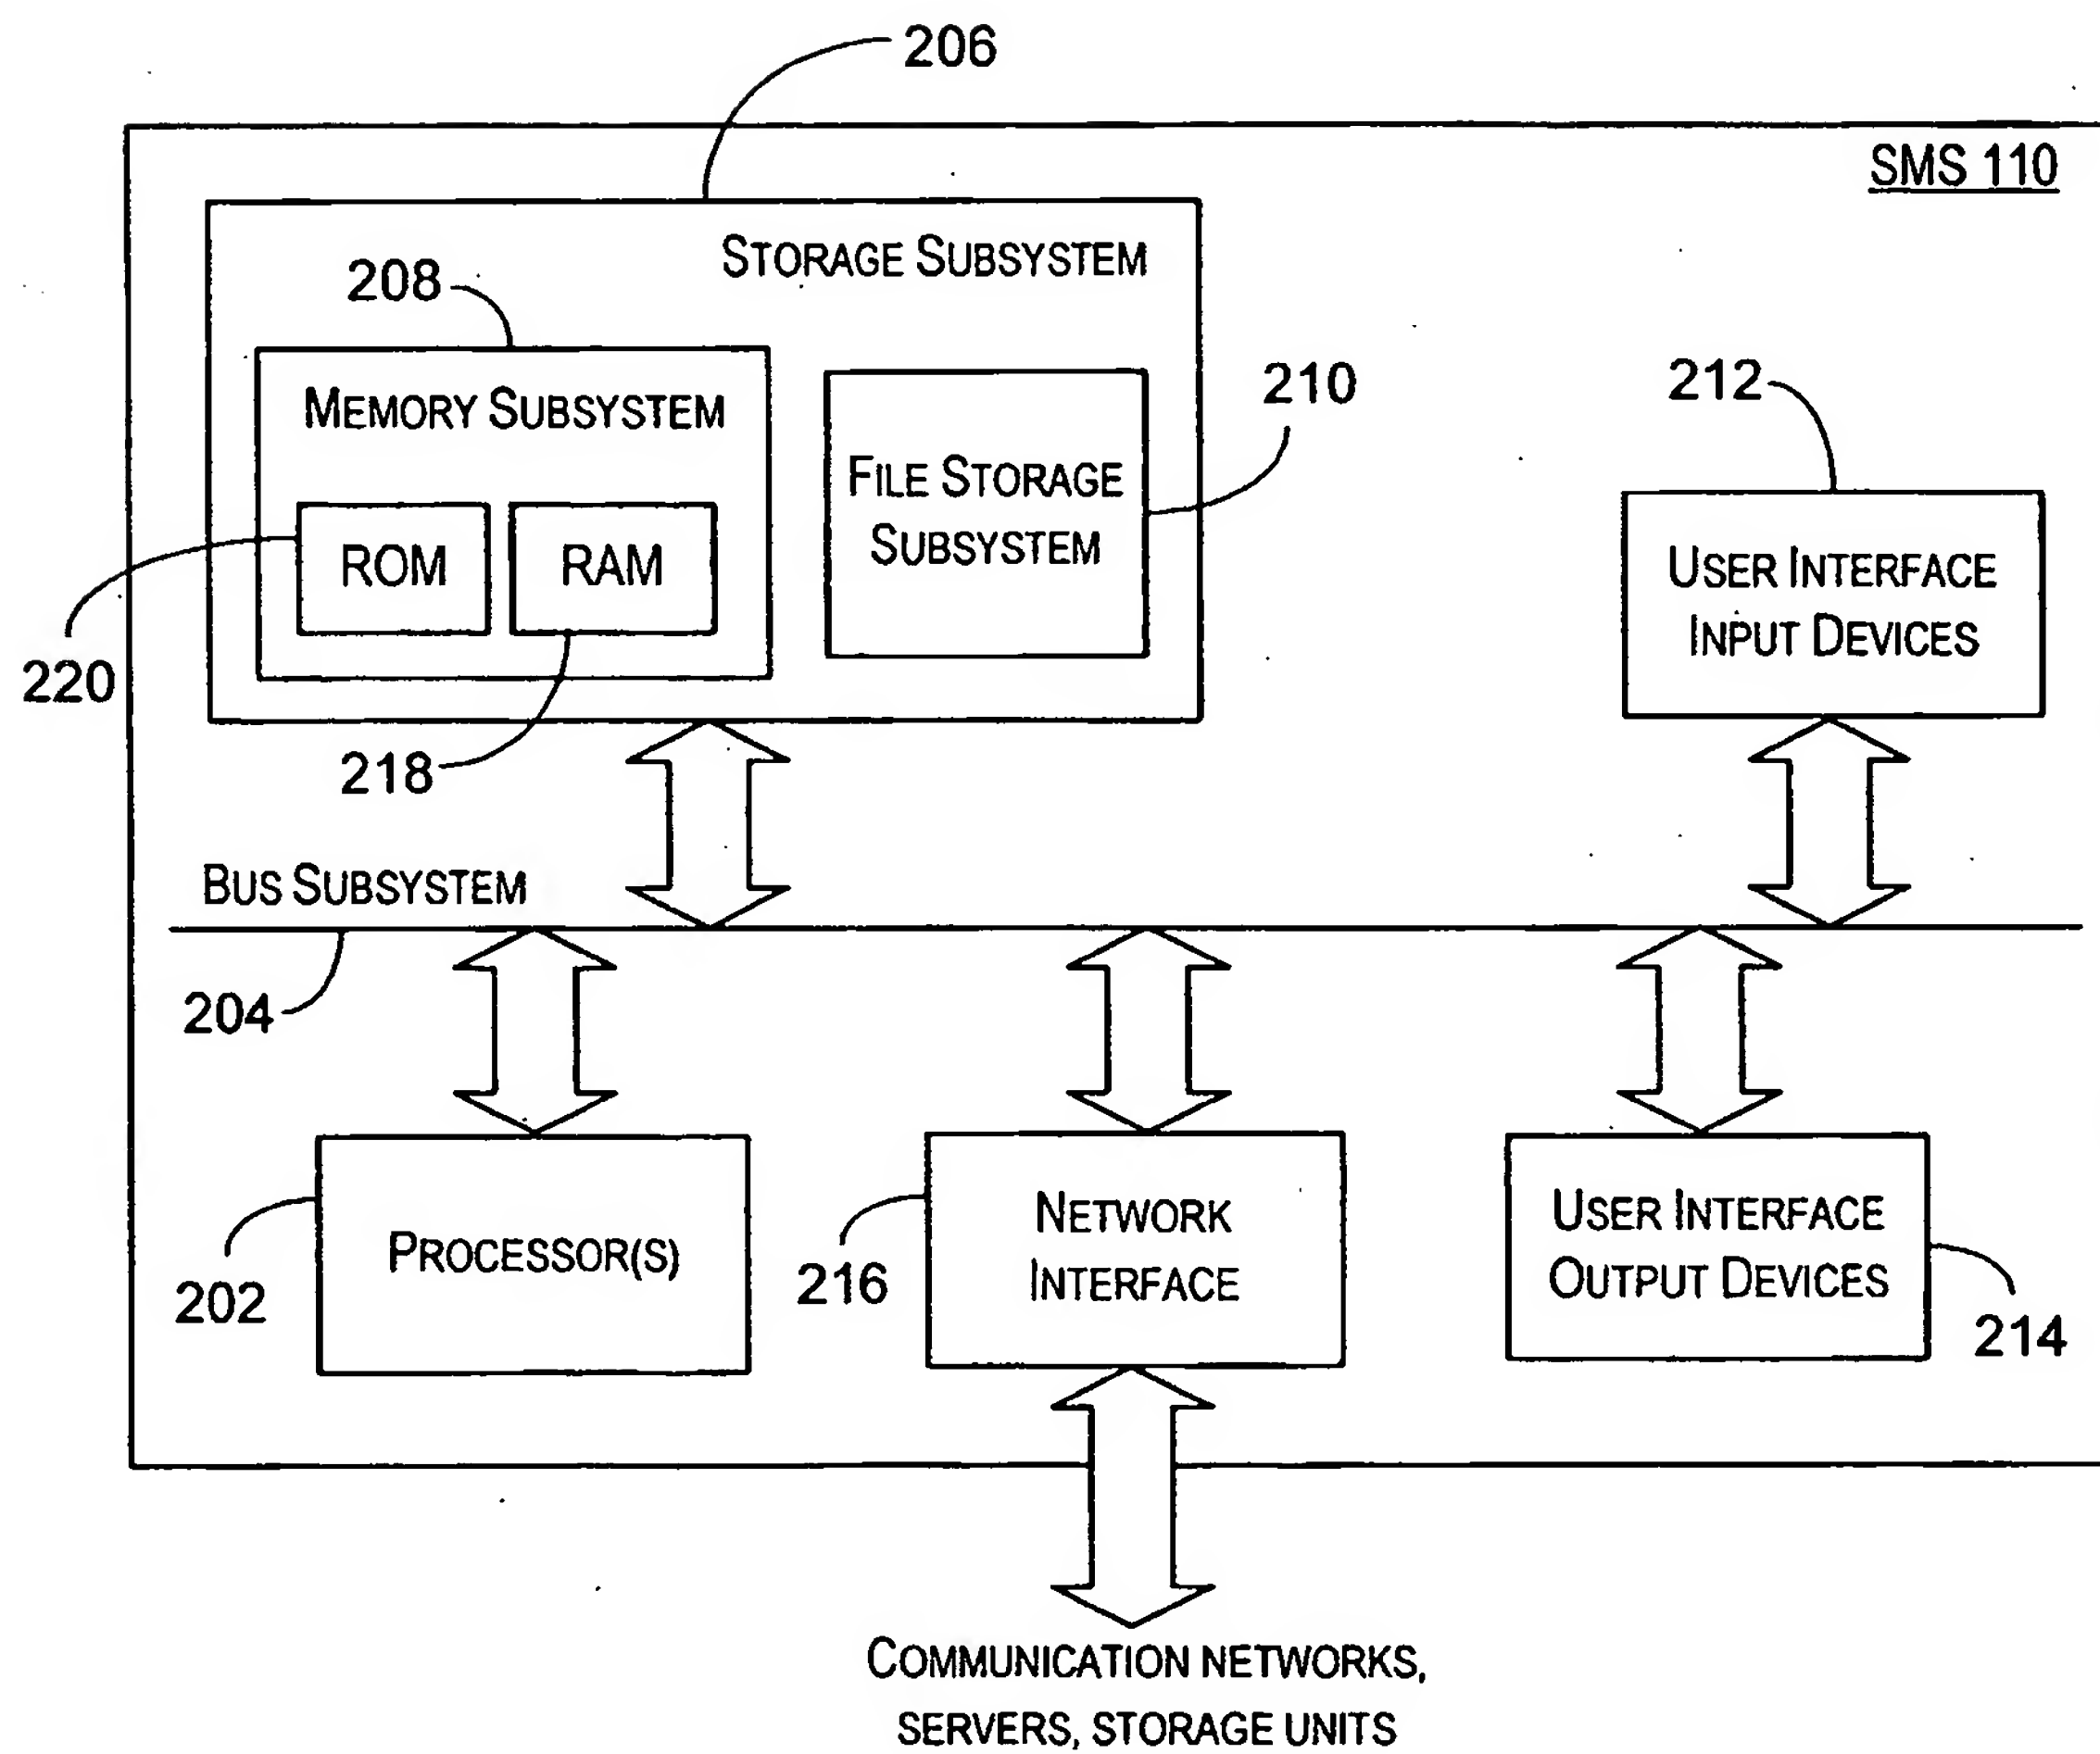 206
SMS 110
STORAGE SUBSYSTEM
208
MEMORY SUBSYSTEM
210
212
FILE STORAGE
SUBSYSTEM
ROM
RAM
USER INTERFACE
INPUT DEVICES
220
218
BUS SUBSYSTEM
204
PROCESSOR(S)
202
NETWORK
INTERFACE
216
USER INTERFACE
OUTPUT DEVICES
214
COMMUNICATION NETWORKS,
SERVERS, STORAGE UNITS